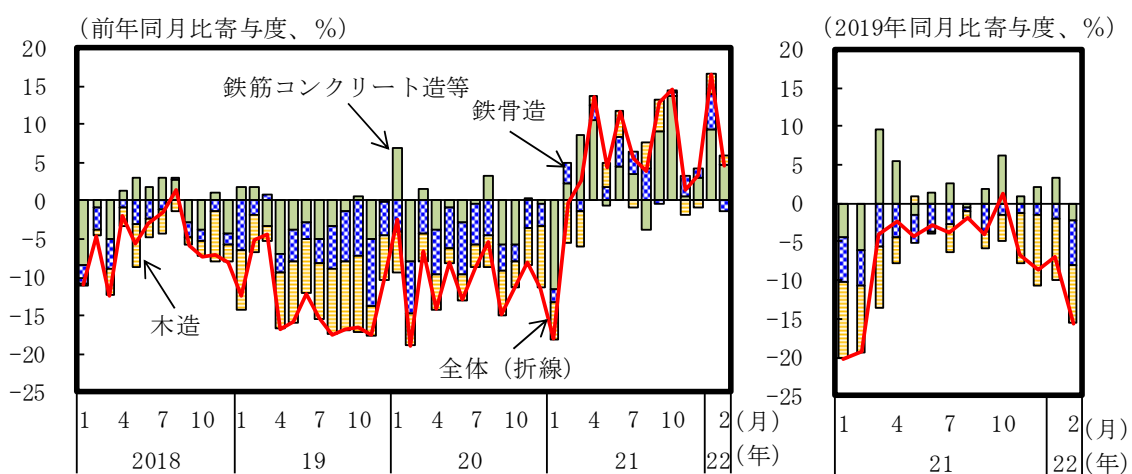 (前年同月比寄与度、%)
20
15
10
5
0
-5
-10
-15
-20
-25
鉄筋コンクリート造等
鉄骨造
木造
全体（折線）
1 4 7 10 1 4 7 10 1 4 7 10 1 4 7 10 2 (月)
2018 19 20 21 22 (年)
(2019年同月比寄与度、%)
20
15
10
5
0
-5
-10
-15
-20
-25
1 4 7 10 2 (月)
21 22 (年)